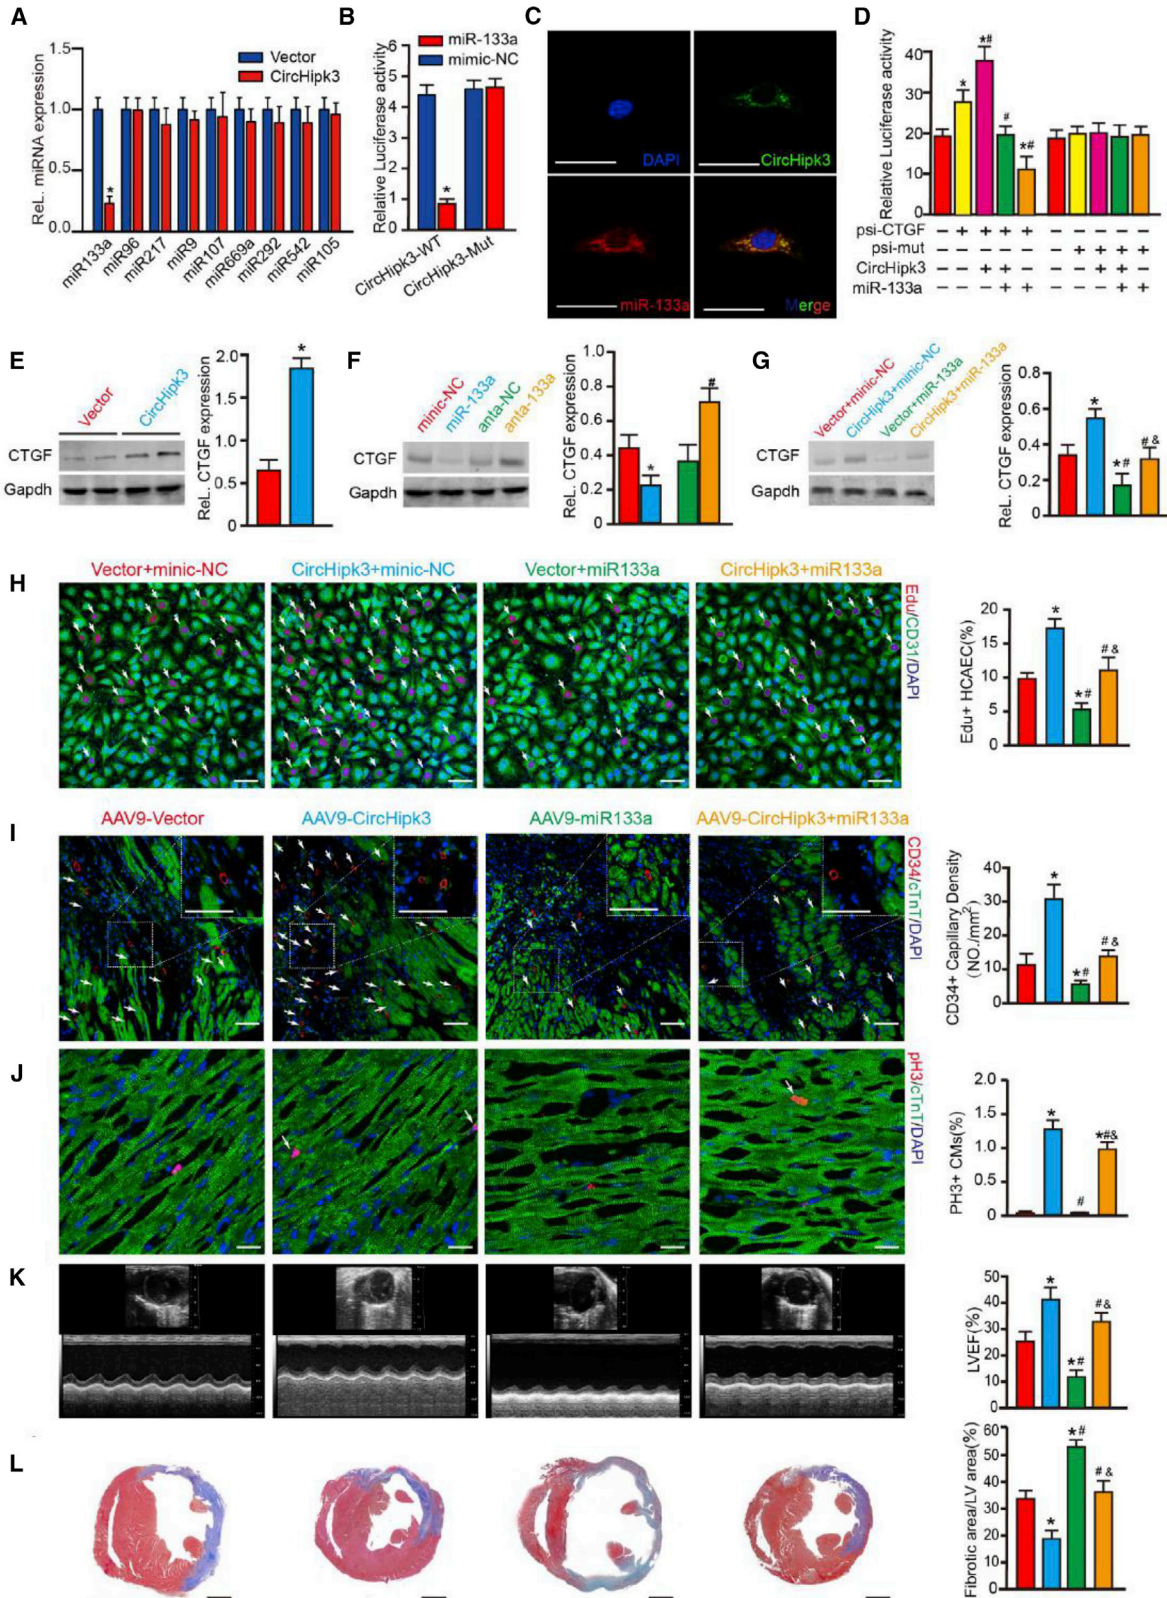 A
ReL. miRNA expression
1.5
1.0
0.5
0.0
Vector
CircHipk3
*
miR133a
miR96
miR217
miR9
miR107
miR669a
miR292
miR542
miR105
B
Relative Luciferase activity
6
5
4
3
2
1
0
miR-133a
mimic-NC
*
CircHipk3-WT
CircHipk3-Mut
C
DAPI
CircHipk3
miR-133a
Merge
D
Relative Luciferase activity
40
30
20
10
0
* *# # *#
psi-CTGF − + + + + − − − − −
psi-mut − − − − − − + + + +
CircHipk3 − − + + − − − + + −
miR-133a − − − + + − − − + +
E
Vector
CircHipk3
CTGF
Gapdh
ReL. CTGF expression
2.0
1.5
1.0
0.5
0.0
*
F
minic-NC
miR-133a
anta-NC
anta-133a
CTGF
Gapdh
ReL. CTGF expression
1.0
0.8
0.6
0.4
0.2
0
* #
G
Vector+minic-NC
CircHipk3+minic-NC
Vector+miR-133a
CircHipk3+miR-133a
CTGF
Gapdh
ReL. CTGF expression
0.8
0.6
0.4
0.2
0
* *# #&
H
Vector+minic-NC
CircHipk3+minic-NC
Vector+miR133a
CircHipk3+miR133a
Edu/CD31/DAPI
Edu+ HCAEC(%)
20
15
10
5
0
* *# #&
I
AAV9-Vector
AAV9-CircHipk3
AAV9-miR133a
AAV9-CircHipk3+miR133a
CD34/cTnT/DAPI
CD34+ Capillary Density
(NO./mm²)
40
30
20
10
0
* *# #&
J
pH3/cTnT/DAPI
PH3+ CMs(%)
2.0
1.5
1.0
0.5
0
* # *#&
K
LVEF(%)
50
40
30
20
10
0
* *# #&
L
Fibrotic area/LV area(%)
60
50
40
30
20
10
0
* *# #&